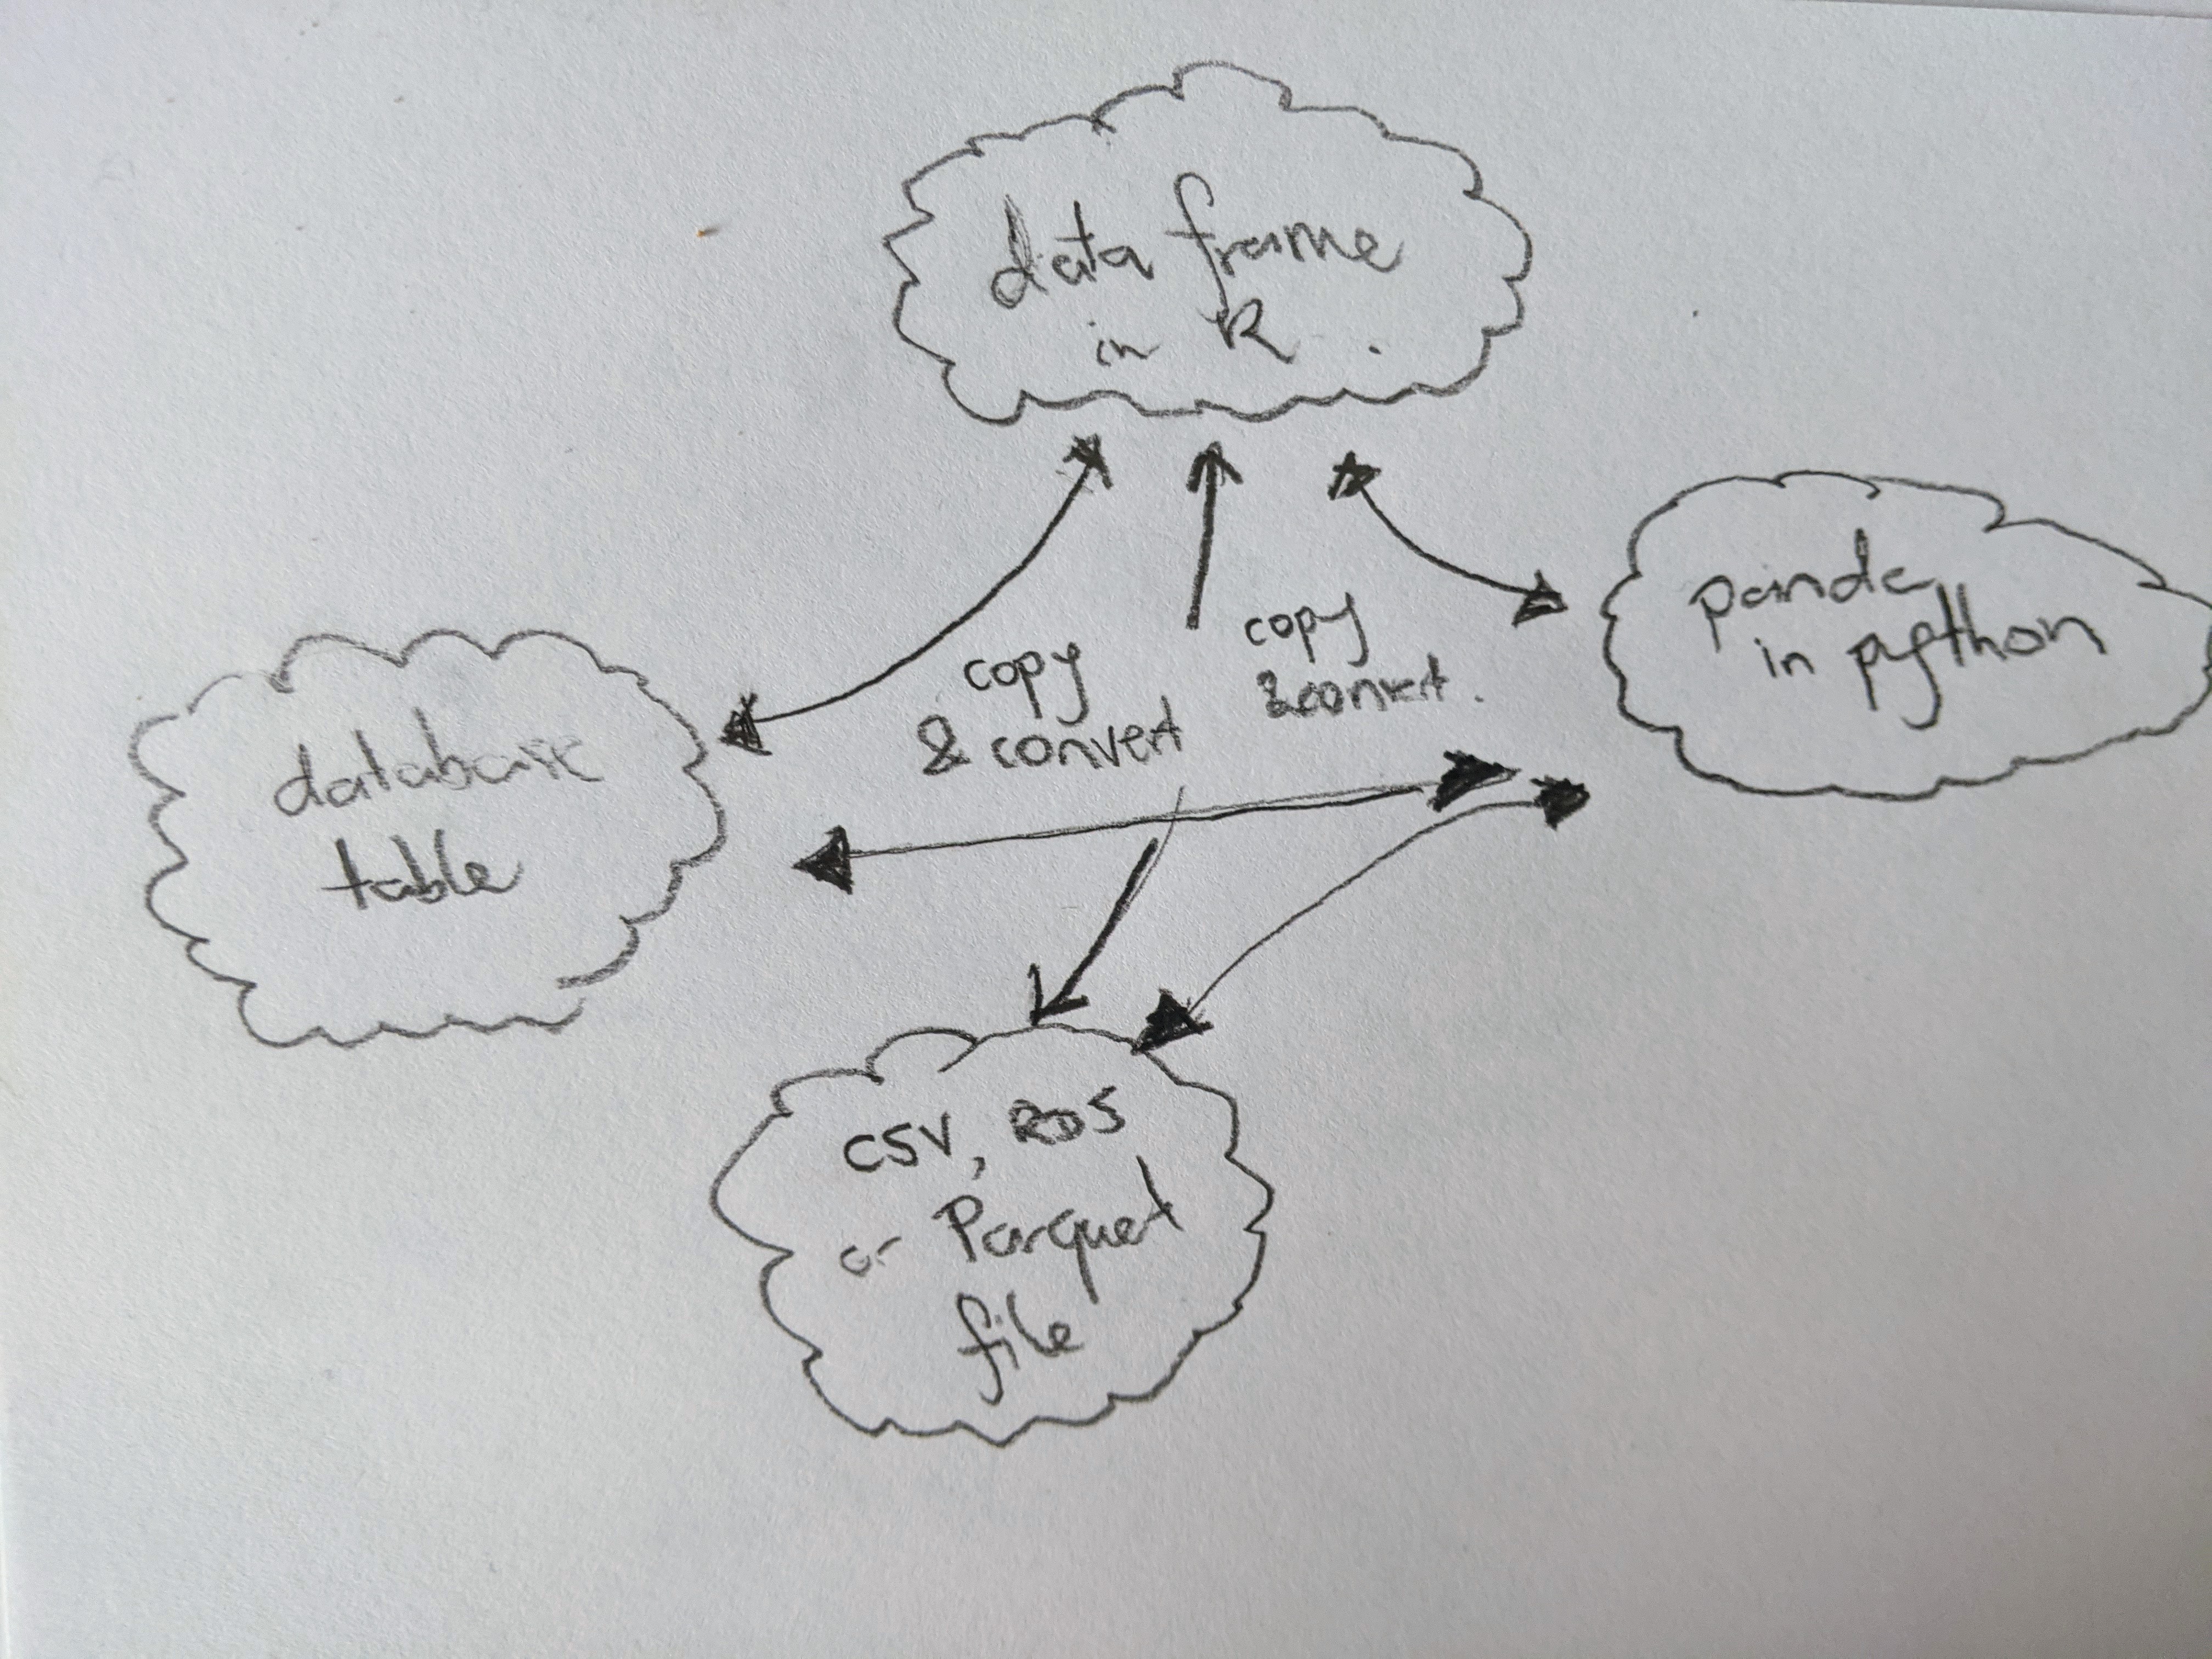 data frame
in R.
panda
in python
copy
& convert
copy
& convert.
database
table
CSV, RDS
or Parquet
file